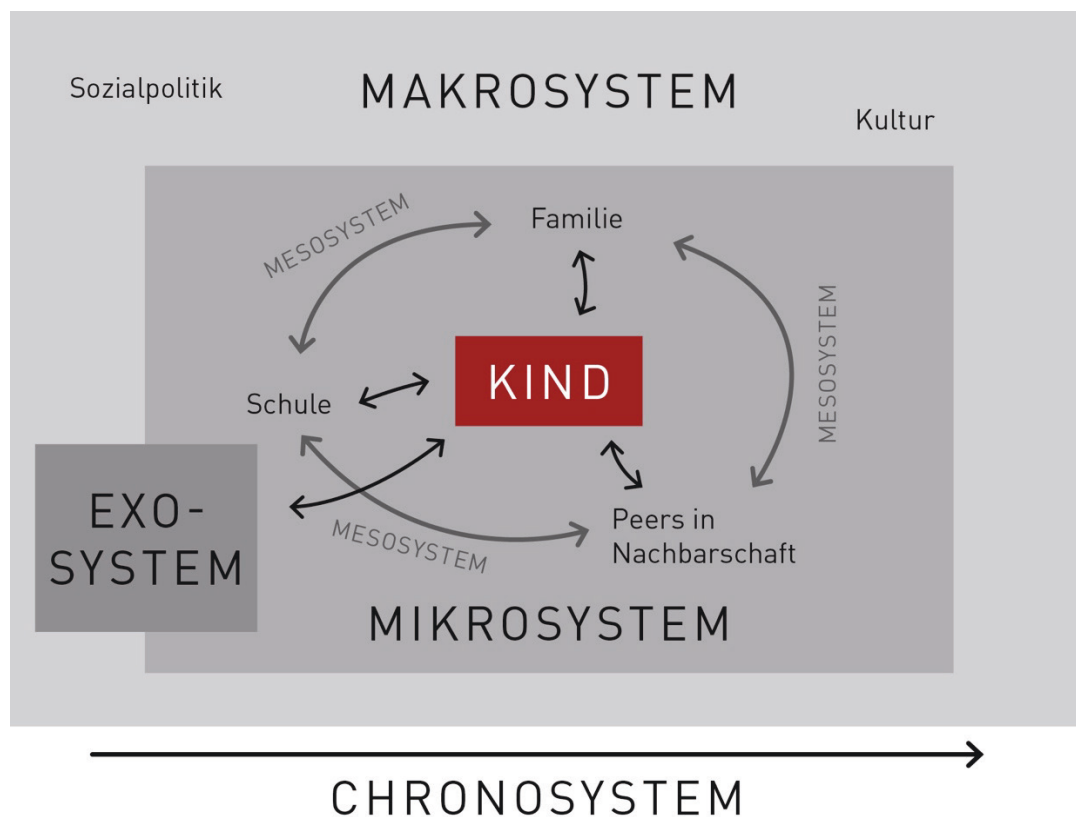 Sozialpolitik
MAKROSYSTEM
Kultur
MESOSYSTEM
Familie
MESOSYSTEM
KIND
Schule
EXO-
SYSTEM
MESOSYSTEM
Peers in
Nachbarschaft
MIKROSYSTEM
CHRONOSYSTEM